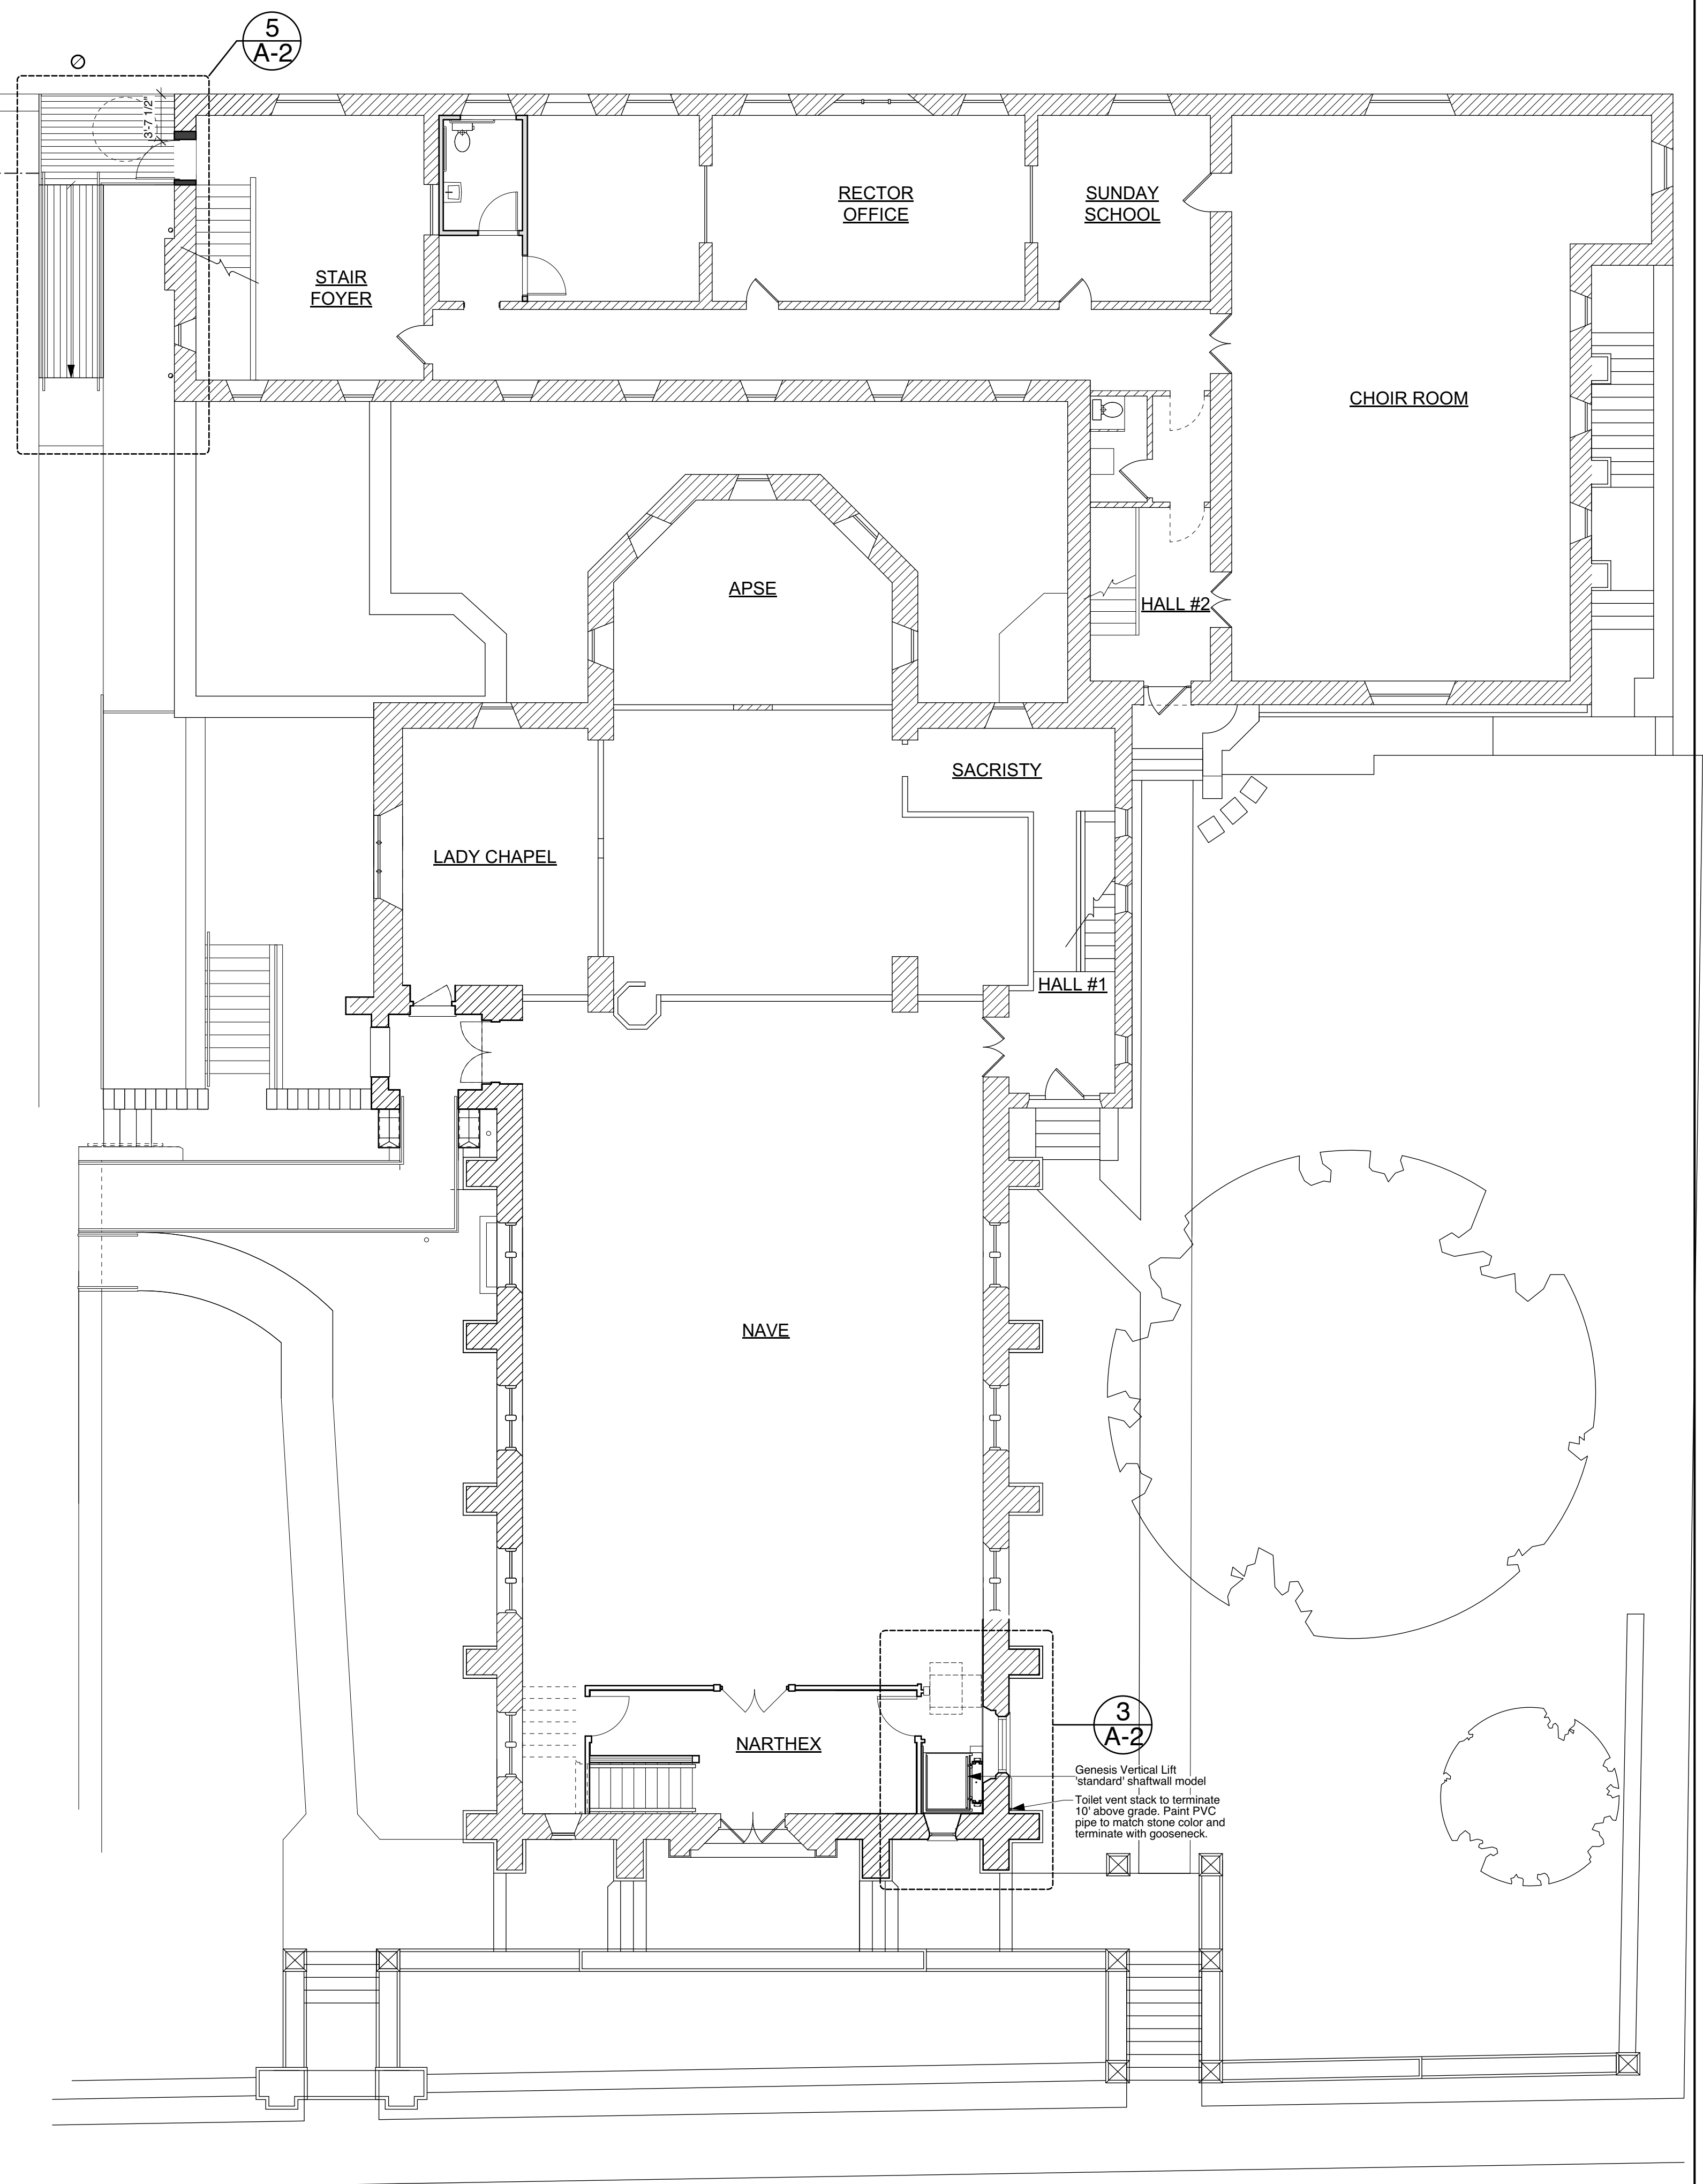 5
A-2
3'-7 1/2"
RECTOR
OFFICE
SUNDAY
SCHOOL
STAIR
FOYER
CHOIR ROOM
APSE
HALL #2
SACRISTY
LADY CHAPEL
HALL #1
NAVE
3
A-2
NARTHEX
Genesis Vertical Lift
'standard' shaftwall model
Toilet vent stack to terminate
10' above grade. Paint PVC
pipe to match stone color and
terminate with gooseneck.